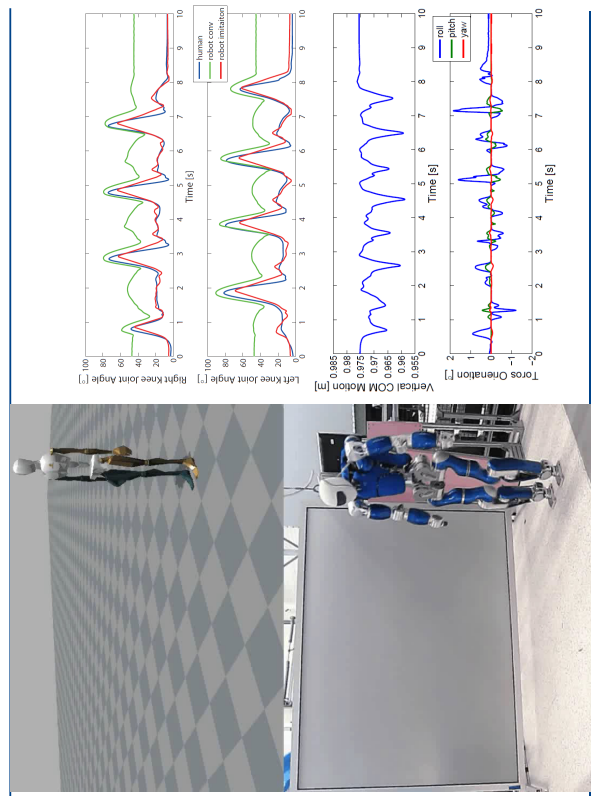 Right Knee Joint Angle [°]
100
80
60
40
20
0
0 1 2 3 4 5 6 7 8 9 10
Time [s]
human
robot conv
robot imitaiton
Left Knee Joint Angle [°]
100
80
60
40
20
0
0 1 2 3 4 5 6 7 8 9 10
Vertical COM Motion [m]
0.985
0.98
0.975
0.97
0.965
0.96
0.955
0 1 2 3 4 5 6 7 8 9 10
Time [s]
roll
pitch
yaw
Toros Orienation [°]
2
1
0
−1
−2
0 1 2 3 4 5 6 7 8 9 10
Time [s]